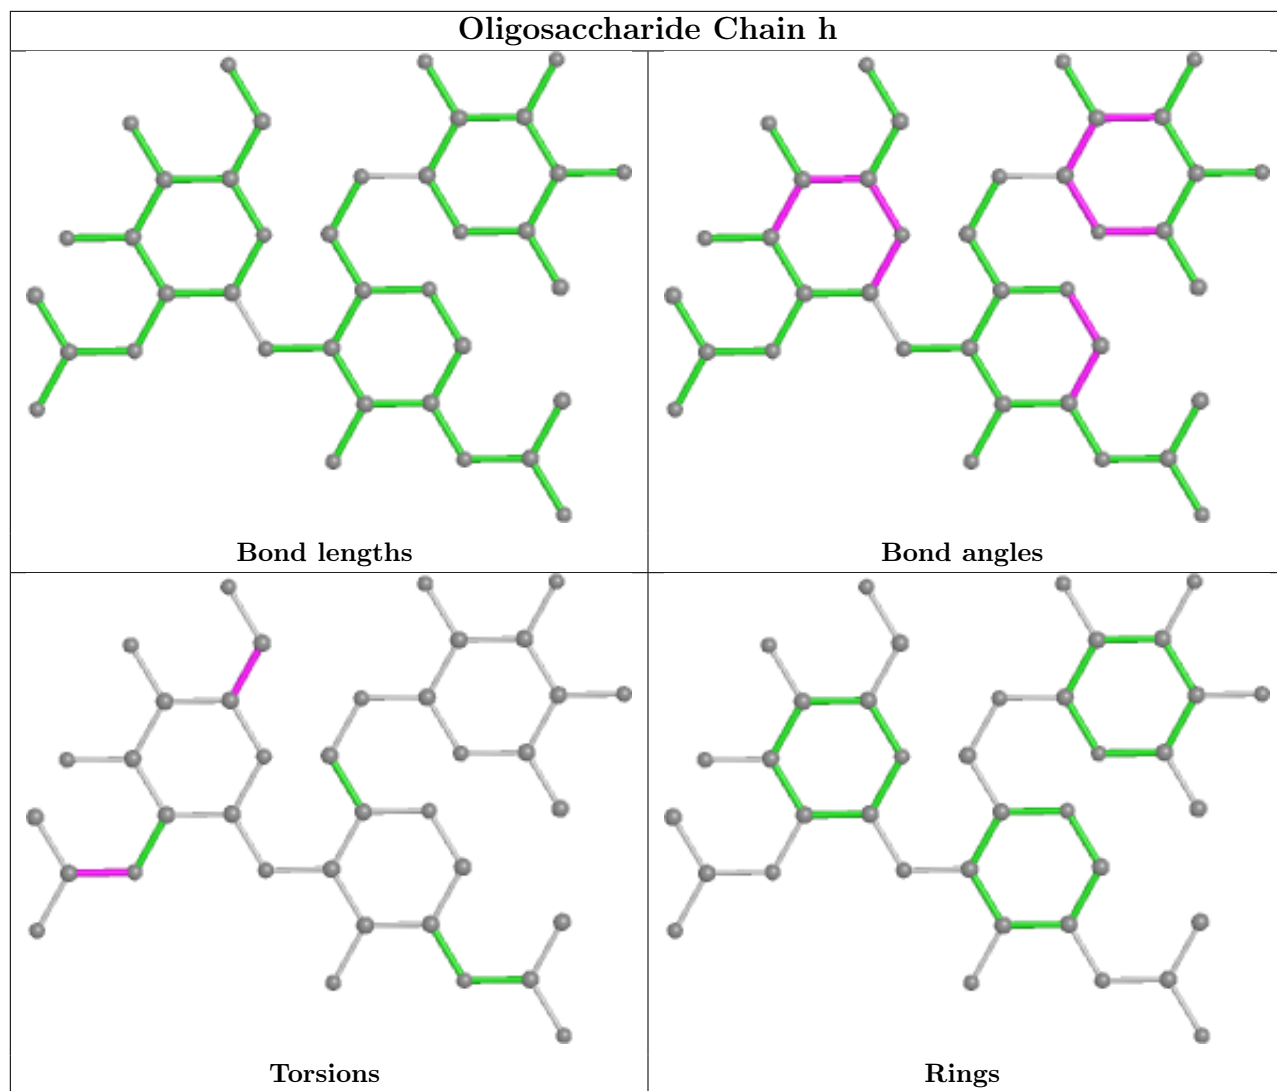 Oligosaccharide Chain h
Bond lengths
Bond angles
Torsions
Rings